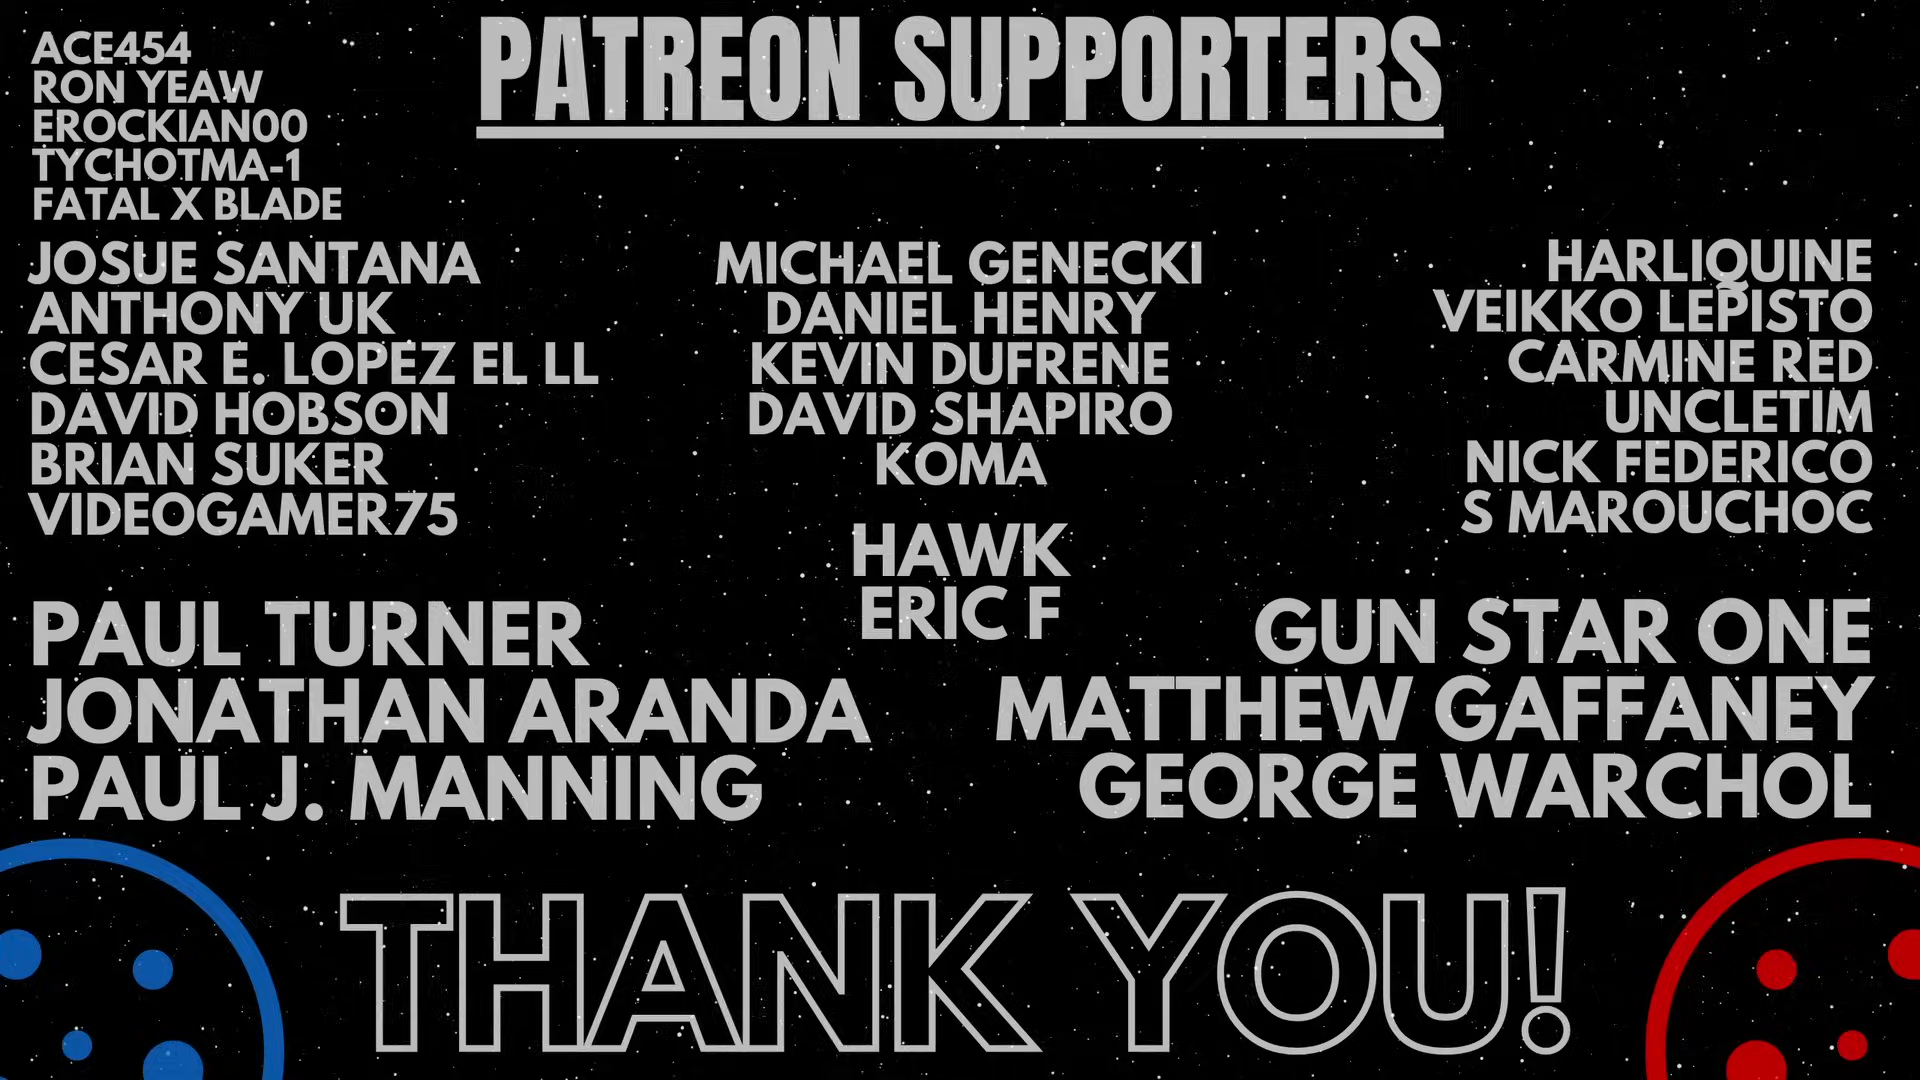 PATREON SUPPORTERS
ACE454
RON YEAW
EROCKIAN00
TYCHOTMA-1
FATAL X BLADE
JOSUE SANTANA
ANTHONY UK
CESAR E. LOPEZ EL LL
DAVID HOBSON
BRIAN SUKER
VIDEOGAMER75
MICHAEL GENECKI
DANIEL HENRY
KEVIN DUFRENE
DAVID SHAPIRO
KOMA
HARLIQUINE
VEIKKO LEPISTO
CARMINE RED
UNCLETIM
NICK FEDERICO
S MAROUCHOC
HAWK
ERIC F
PAUL TURNER
JONATHAN ARANDA
PAUL J. MANNING
GUN STAR ONE
MATTHEW GAFFANEY
GEORGE WARCHOL
THANK YOU!